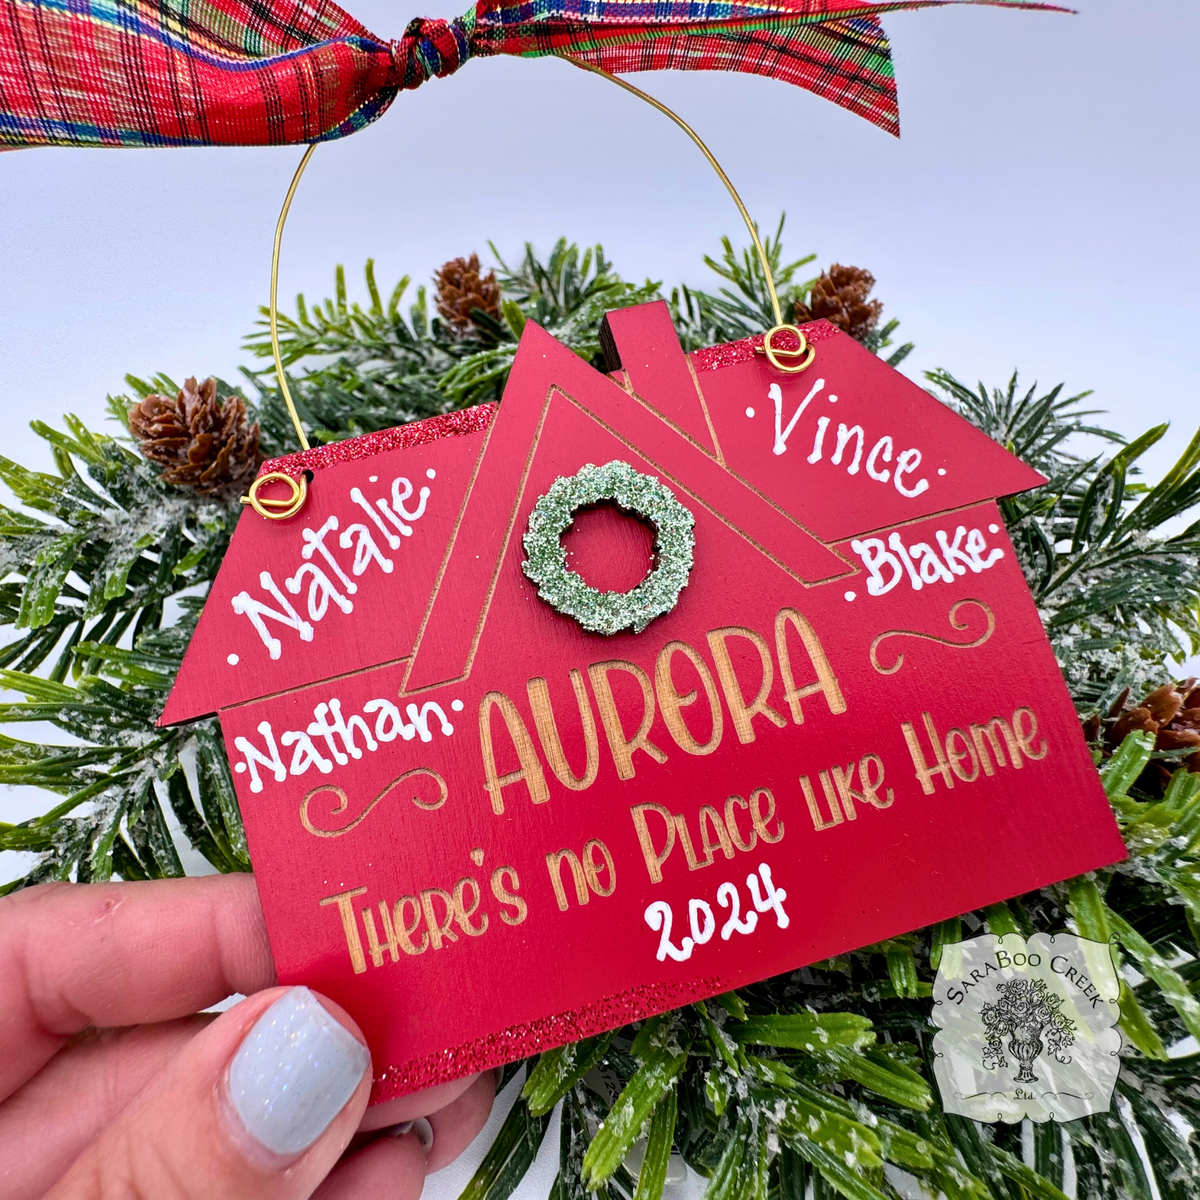 ·Natalie·
·Vince·
·Nathan·
·Blake·
AURORA
THERE'S NO PLACE LIKE HOME
2024
SARABOO CREEK
Ltd.